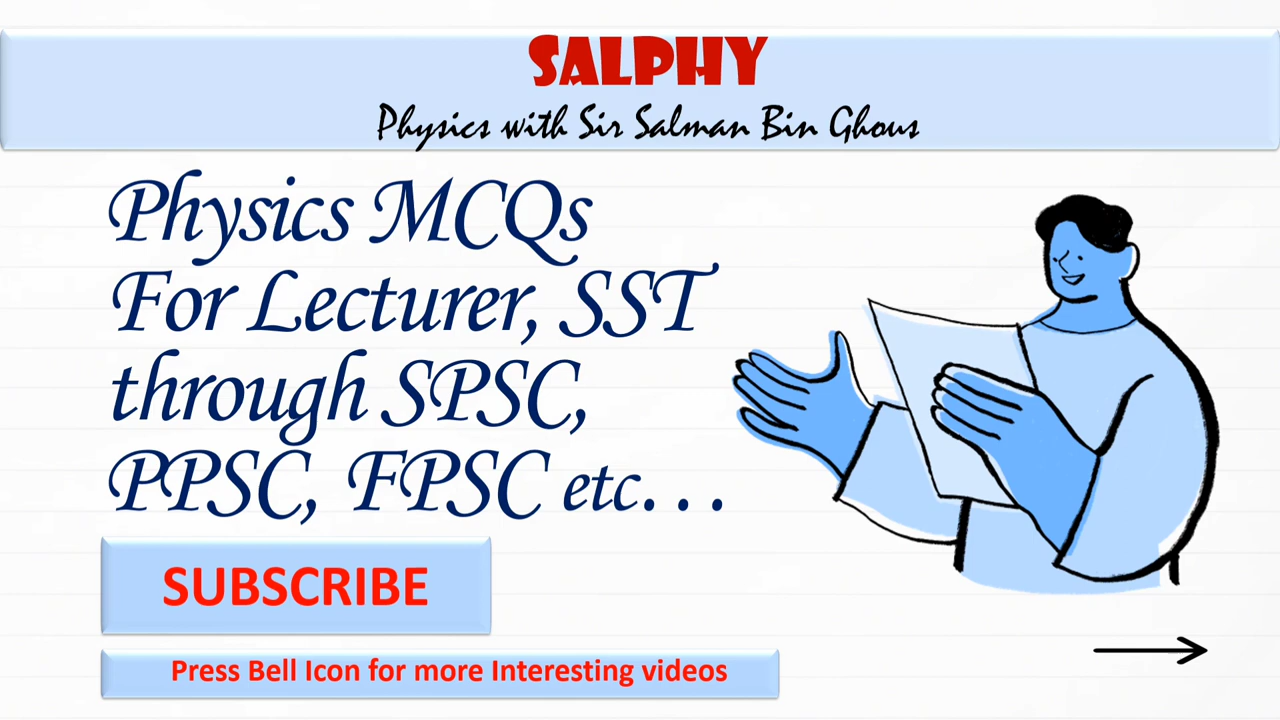 SALPHY
Physics with Sir Salman Bin Ghous
Physics MCQs
For Lecturer, SST
through SPSC,
PPSC, FPSC etc...
SUBSCRIBE
Press Bell Icon for more Interesting videos